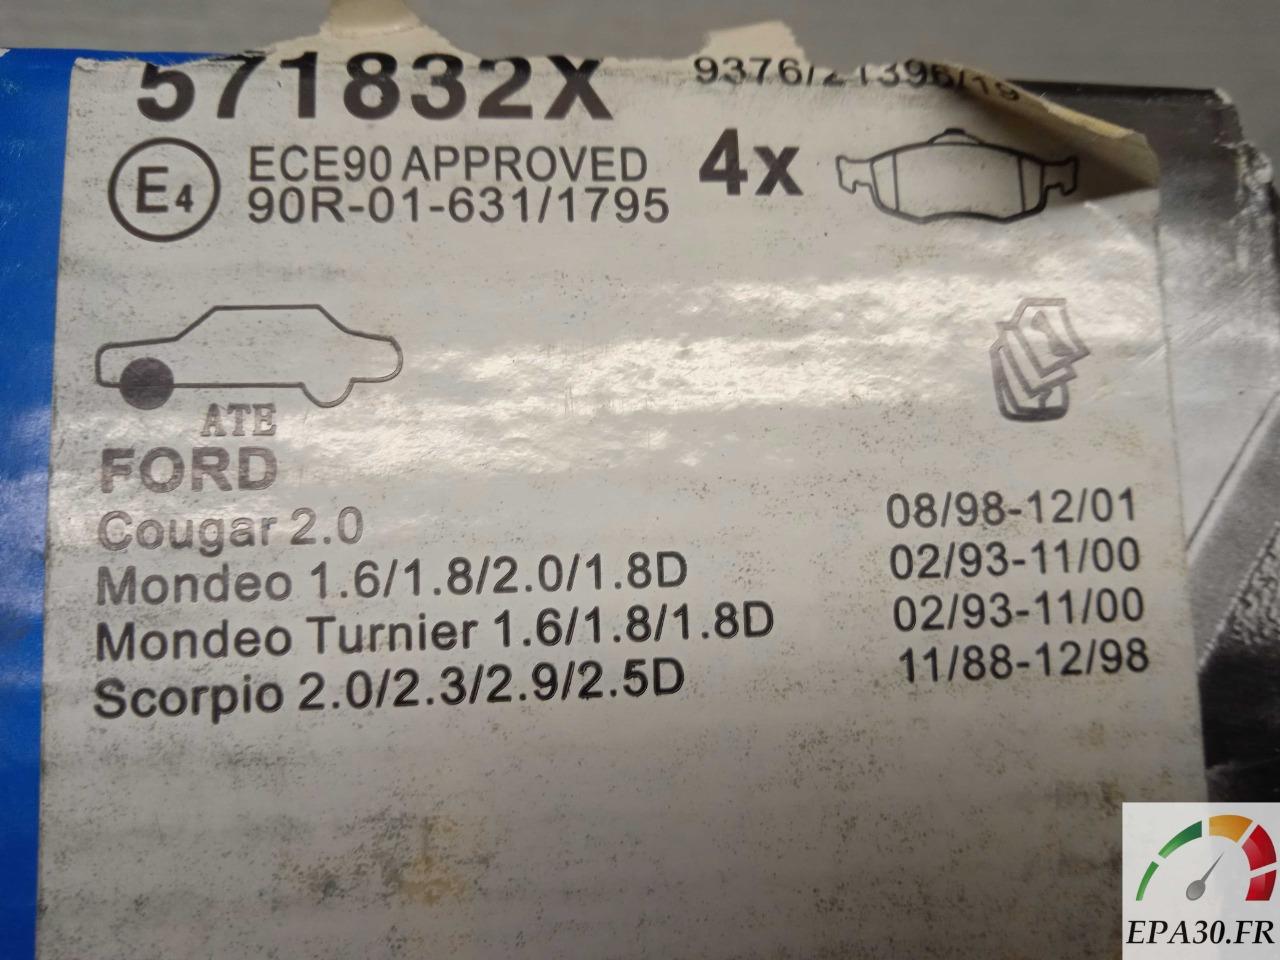 571832X
9376/21396/19
E4
ECE90 APPROVED
90R-01-631/1795
4x
ATE
FORD
Cougar 2.0 08/98-12/01
Mondeo 1.6/1.8/2.0/1.8D 02/93-11/00
Mondeo Turnier 1.6/1.8/1.8D 02/93-11/00
Scorpio 2.0/2.3/2.9/2.5D 11/88-12/98
EPA30.FR